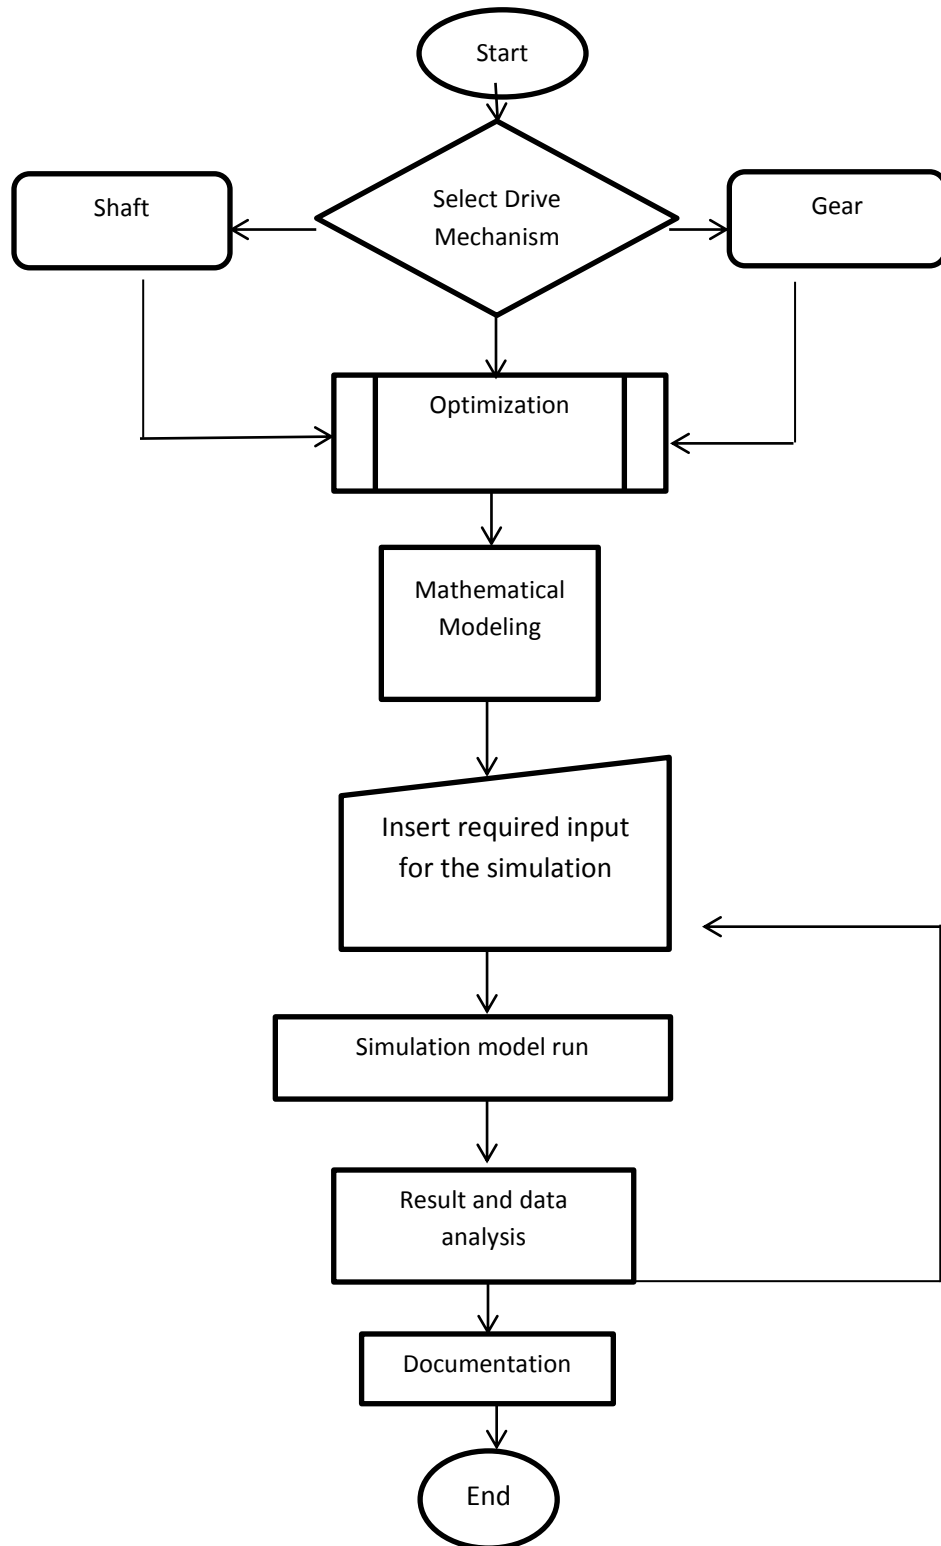 Start
Select Drive
Mechanism
Shaft
Gear
Optimization
Mathematical
Modeling
Insert required input
for the simulation
Simulation model run
Result and data
analysis
Documentation
End